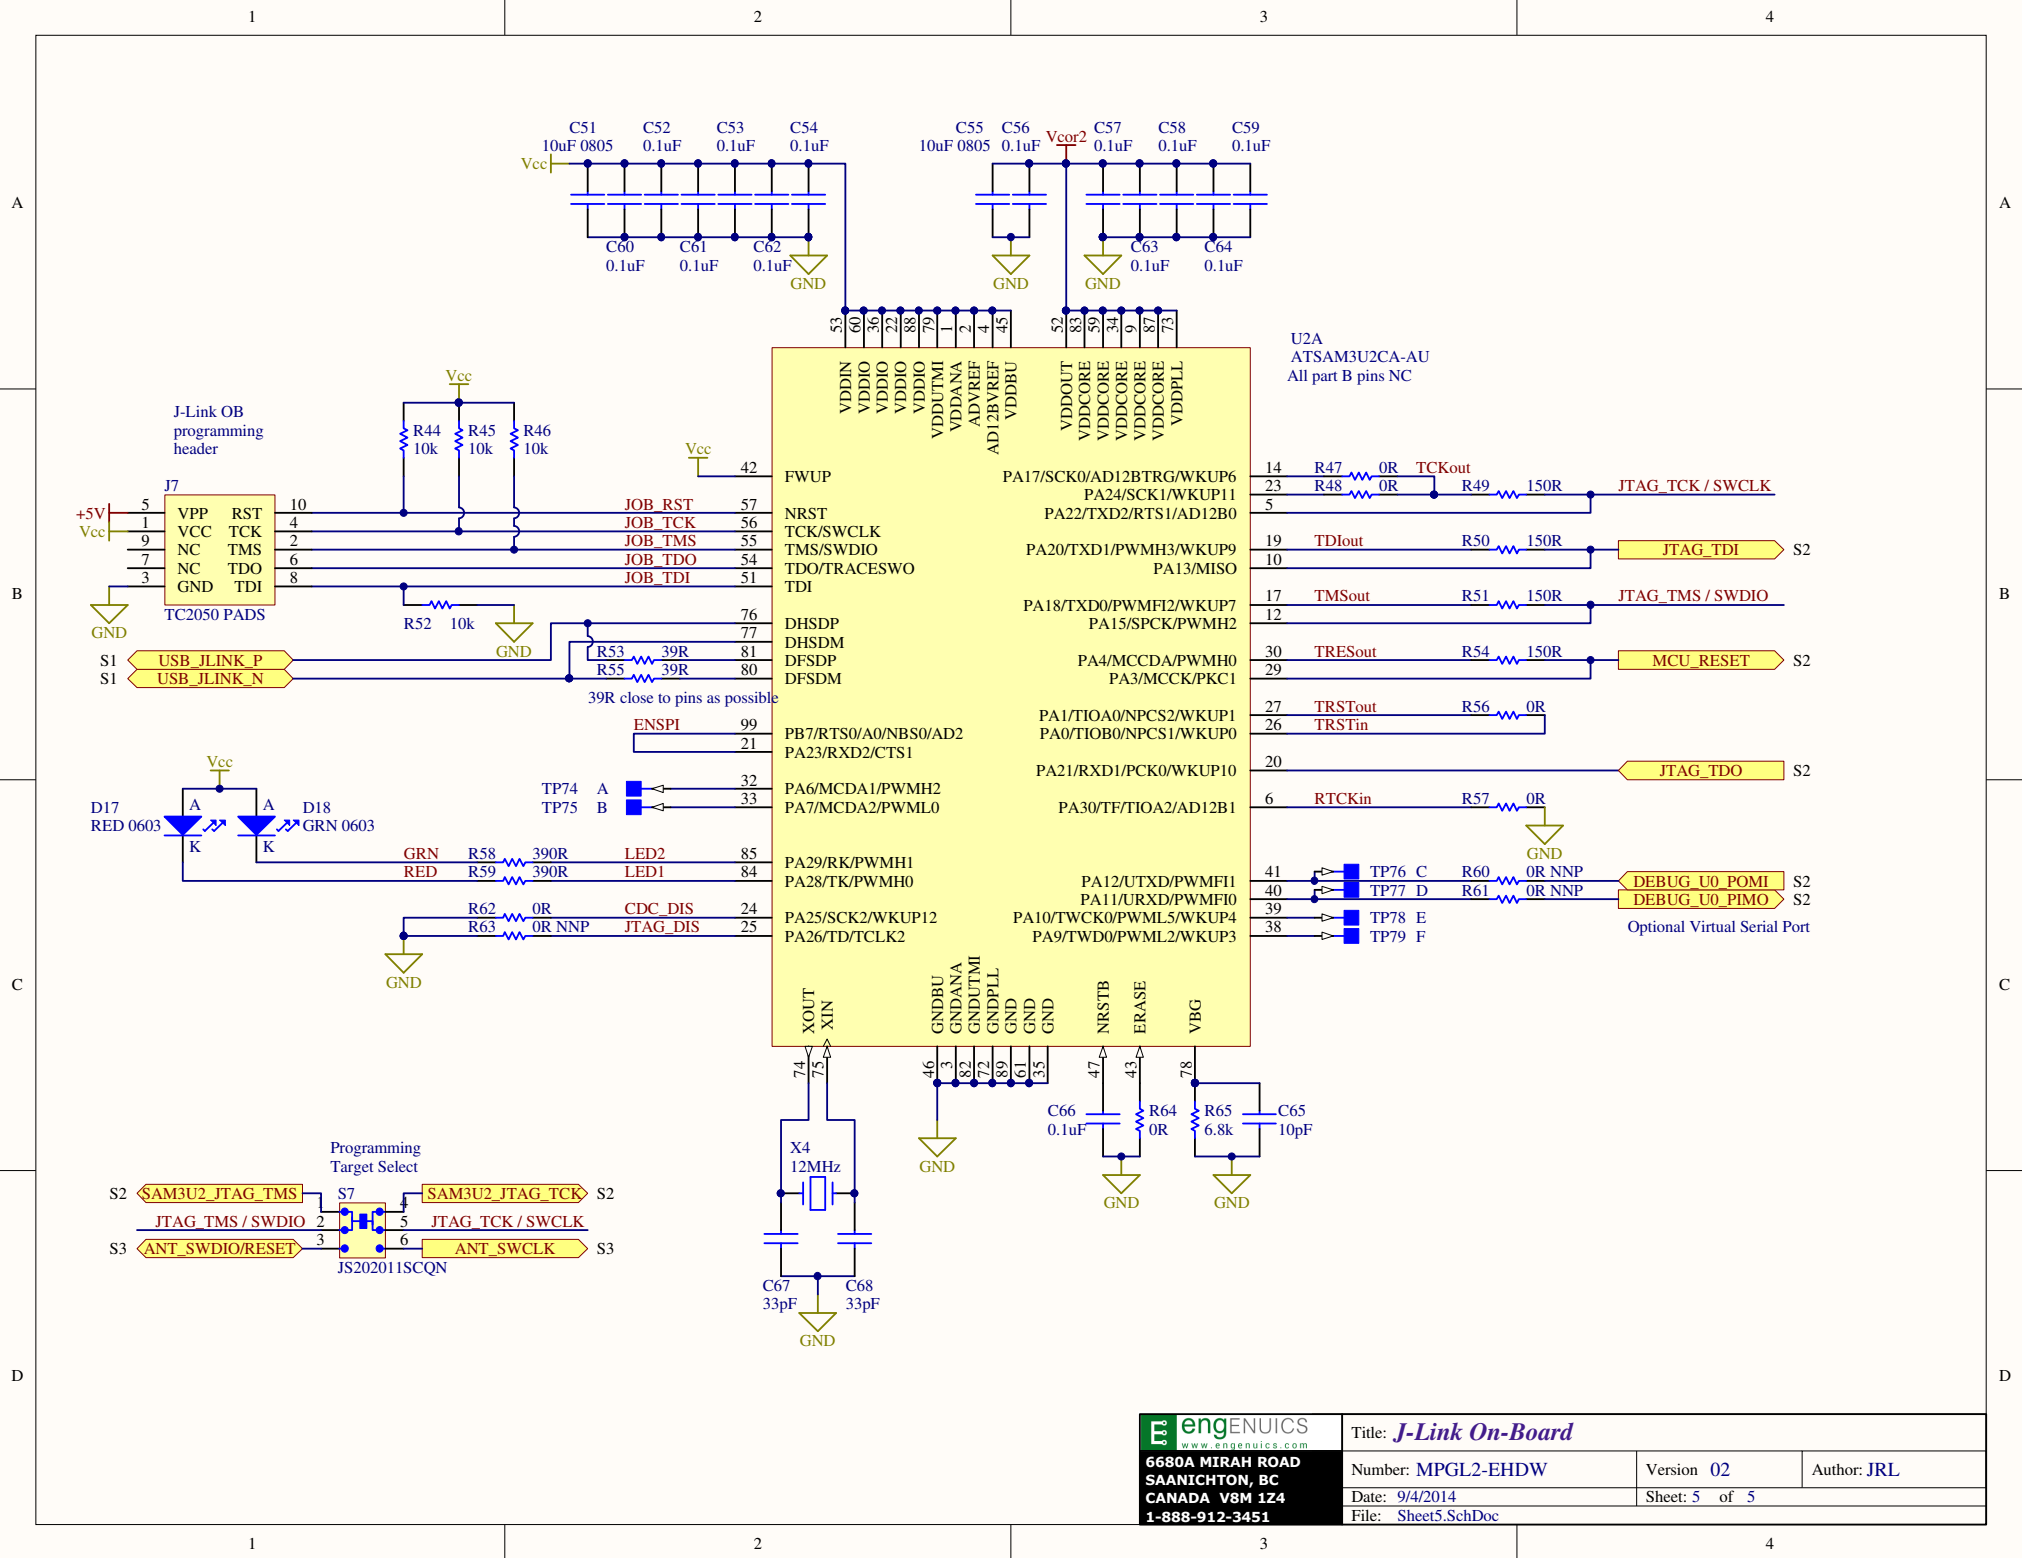 1 2 3 4
A A
B B
C C
D D
C51 C52 C53 C54
10uF 0805 0.1uF 0.1uF 0.1uF
Vcc
C60 C61 C62
0.1uF 0.1uF 0.1uF
GND
C55 C56 Vcor2 C57 C58 C59
10uF 0805 0.1uF 0.1uF 0.1uF 0.1uF
C63 C64
0.1uF 0.1uF
GND GND
53 60 36 22 88 79 1 2 4 45
VDDIN VDDIO VDDIO VDDIO VDDIO VDDUTMI VDDANA ADVREF AD12BVREF VDDBU
52 83 59 34 9 87 73
VDDOUT VDDCORE VDDCORE VDDCORE VDDCORE VDDCORE VDDPLL
U2A
ATSAM3U2CA-AU
All part B pins NC
J-Link OB
programming
header
Vcc
R44 R45 R46
10k 10k 10k
J7
+5V 5 VPP RST 10 JOB_RST 57 NRST
Vcc 1 VCC TCK 4 JOB_TCK 56 TCK/SWCLK
9 NC TMS 2 JOB_TMS 55 TMS/SWDIO
7 NC TDO 6 JOB_TDO 54 TDO/TRACESWO
3 GND TDI 8 JOB_TDI 51 TDI
TC2050 PADS
GND
R52 10k
GND
Vcc
42 FWUP
76 DHSDP
77 DHSDM
S1 USB_JLINK_P R53 39R 81 DFSDP
S1 USB_JLINK_N R55 39R 80 DFSDM
39R close to pins as possible
ENSPI 99 PB7/RTS0/A0/NBS0/AD2
21 PA23/RXD2/CTS1
TP74 A 32 PA6/MCDA1/PWMH2
TP75 B 33 PA7/MCDA2/PWML0
Vcc
D17 A A D18
RED 0603 GRN 0603
K K
GRN R58 390R LED2 85 PA29/RK/PWMH1
RED R59 390R LED1 84 PA28/TK/PWMH0
R62 0R CDC_DIS 24 PA25/SCK2/WKUP12
R63 0R NNP JTAG_DIS 25 PA26/TD/TCLK2
GND
PA17/SCK0/AD12BTRG/WKUP6 14 R47 0R TCKout
PA24/SCK1/WKUP11 23 R48 0R R49 150R JTAG_TCK / SWCLK
PA22/TXD2/RTS1/AD12B0 5
PA20/TXD1/PWMH3/WKUP9 19 TDIout R50 150R JTAG_TDI S2
PA13/MISO 10
PA18/TXD0/PWMFI2/WKUP7 17 TMSout R51 150R JTAG_TMS / SWDIO
PA15/SPCK/PWMH2 12
PA4/MCCDA/PWMH0 30 TRESout R54 150R MCU_RESET S2
PA3/MCCK/PKC1 29
PA1/TIOA0/NPCS2/WKUP1 27 TRSTout R56 0R
PA0/TIOB0/NPCS1/WKUP0 26 TRSTin
PA21/RXD1/PCK0/WKUP10 20 JTAG_TDO S2
PA30/TF/TIOA2/AD12B1 6 RTCKin R57 0R
GND
PA12/UTXD/PWMFI1 41 TP76 C R60 0R NNP DEBUG_U0_POMI S2
PA11/URXD/PWMFI0 40 TP77 D R61 0R NNP DEBUG_U0_PIMO S2
PA10/TWCK0/PWML5/WKUP4 39 TP78 E
PA9/TWD0/PWML2/WKUP3 38 TP79 F
Optional Virtual Serial Port
XOUT XIN
74 75
GNDBU GNDANA GNDUTMI GNDPLL GND GND GND
46 3 82 72 89 61 35
GND
NRSTB ERASE VBG
47 43 78
C66 R64 R65 C65
0.1uF 0R 6.8k 10pF
GND GND
X4
12MHz
C67 C68
33pF 33pF
GND
Programming
Target Select
S2 SAM3U2_JTAG_TMS 1 S7 4 SAM3U2_JTAG_TCK S2
JTAG_TMS / SWDIO 2 5 JTAG_TCK / SWCLK
S3 ANT_SWDIO/RESET 3 6 ANT_SWCLK S3
JS202011SCQN
E engENUICS
www.engenuics.com
6680A MIRAH ROAD
SAANICHTON, BC
CANADA V8M 1Z4
1-888-912-3451
Title: J-Link On-Board
Number: MPGL2-EHDW Version 02 Author: JRL
Date: 9/4/2014 Sheet: 5 of 5
File: Sheet5.SchDoc
1 2 3 4